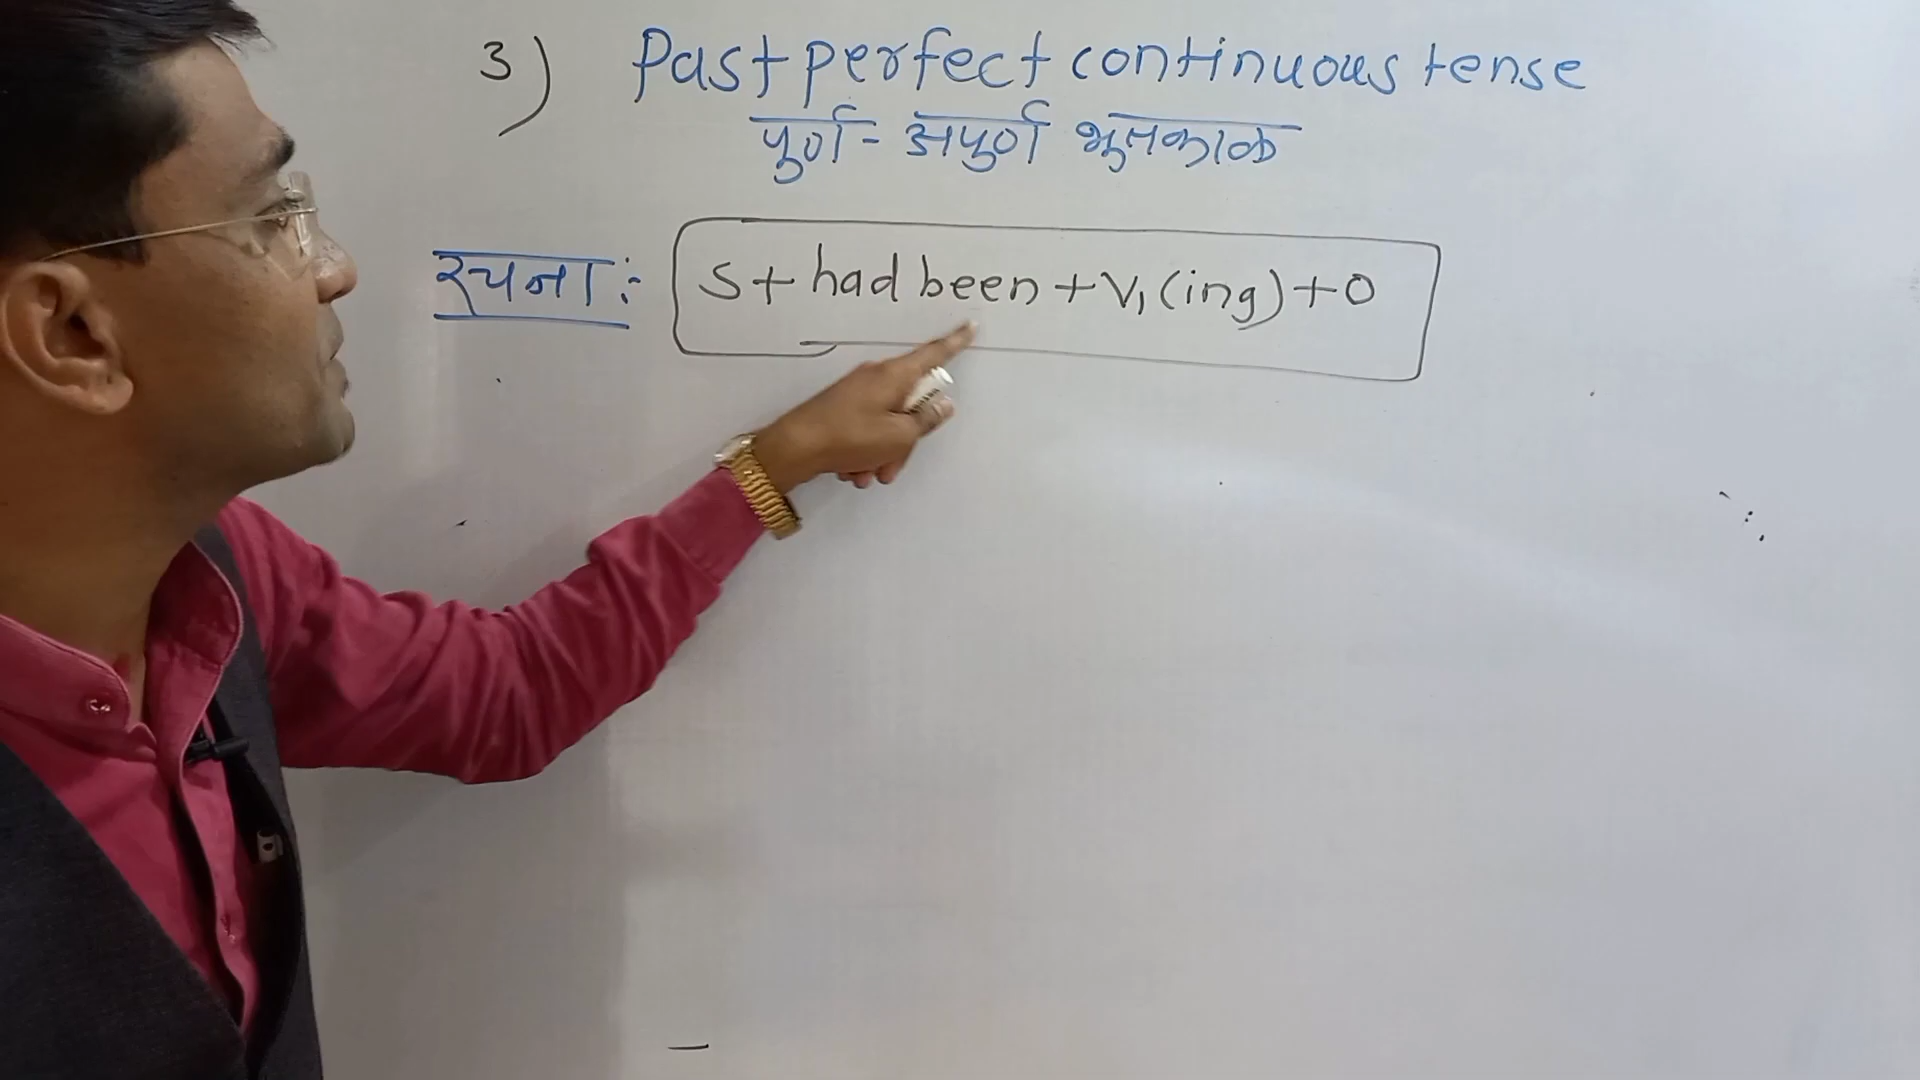 3) Past perfect continuous tense
पुर्ण - अपुर्ण भूतकाळ
रचना :- S + had been + V₁ (ing) + O